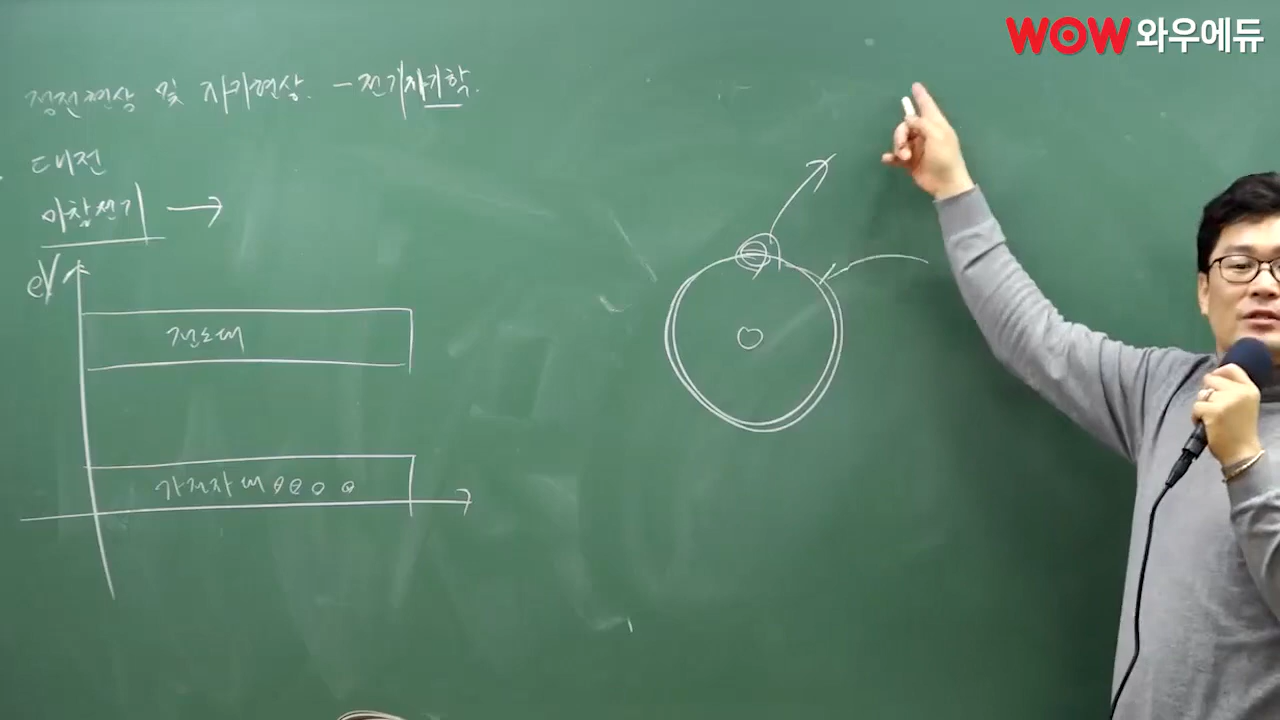 WOW 와우에듀
정전현상 및 자기현상. - 전기자기학.
대전
마찰전기 →
eV
전도대
가전자대